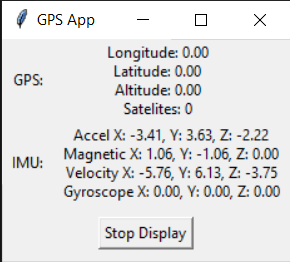 GPS App
GPS:
Longitude: 0.00
Latitude: 0.00
Altitude: 0.00
Satelites: 0
IMU:
Accel X: -3.41, Y: 3.63, Z: -2.22
Magnetic X: 1.06, Y: -1.06, Z: 0.00
Velocity X: -5.76, Y: 6.13, Z: -3.75
Gyroscope X: 0.00, Y: 0.00, Z: 0.00
Stop Display